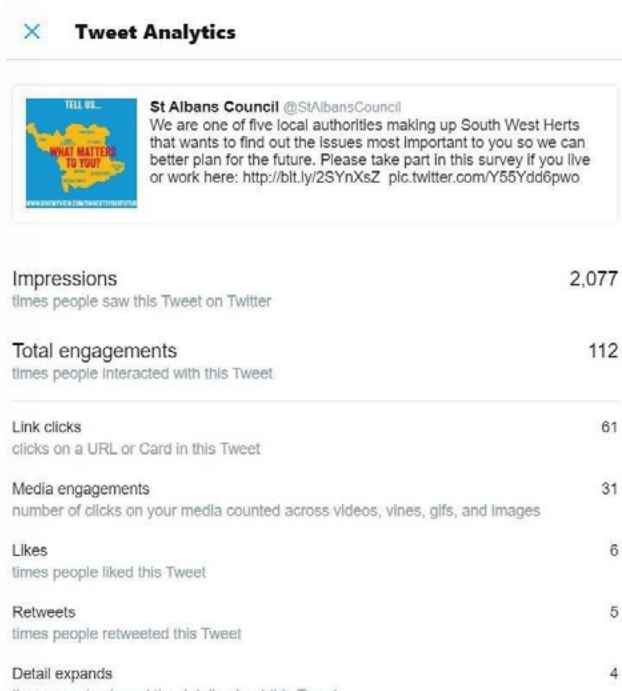 Tweet Analytics
TELL US...
WHAT MATTERS
TO YOU?
St Albans Council @StAlbansCouncil
We are one of five local authorities making up South West Herts
that wants to find out the issues most important to you so we can
better plan for the future. Please take part in this survey if you live
or work here: http://bit.ly/2SYnXsZ pic.twitter.com/Y55Ydd6pwo
Impressions 2,077
times people saw this Tweet on Twitter
Total engagements 112
times people interacted with this Tweet
Link clicks 61
clicks on a URL or Card in this Tweet
Media engagements 31
number of clicks on your media counted across videos, vines, gifs, and images
Likes 6
times people liked this Tweet
Retweets 5
times people retweeted this Tweet
Detail expands 4